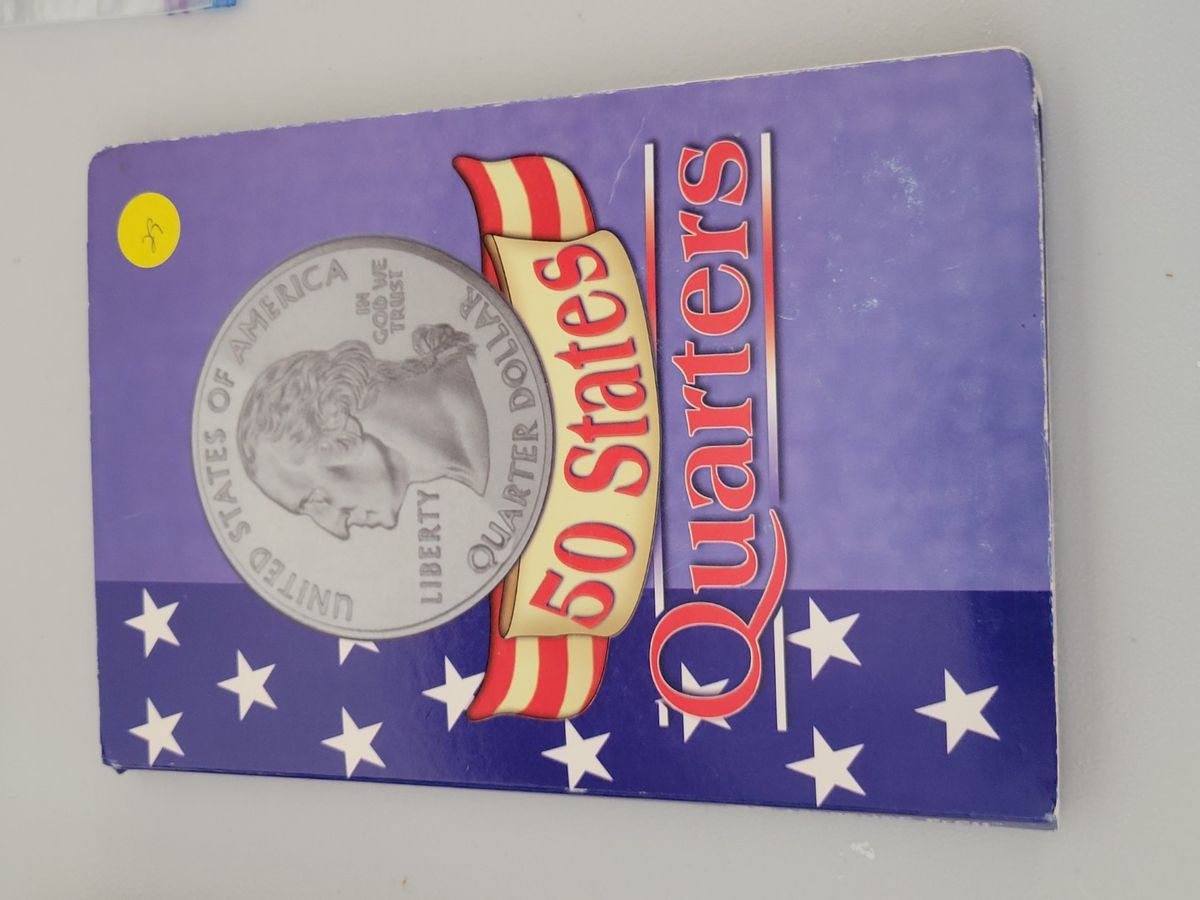 UNITED STATES OF AMERICA
LIBERTY
IN
GOD WE
TRUST
QUARTER DOLLAR
50 States
Quarters